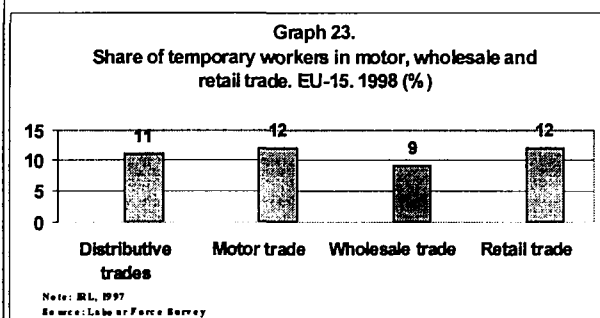 Graph 23.
Share of temporary workers in motor, wholesale and
retail trade. EU-15. 1998 (%)
15
10
5
0
11
12
9
12
Distributive
trades
Motor trade
Wholesale trade
Retail trade
Note: IRL, 1997
Source: Labour Force Survey